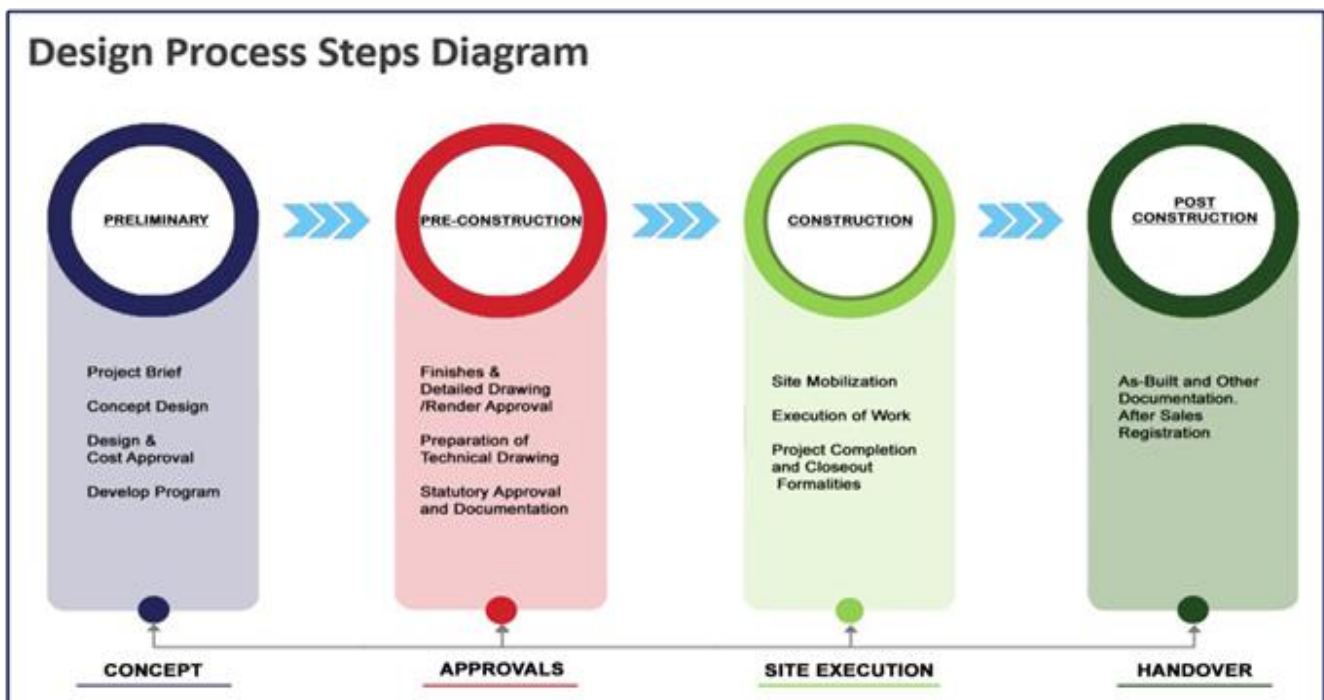 Design Process Steps Diagram
PRELIMINARY
Project Brief
Concept Design
Design &
Cost Approval
Develop Program
CONCEPT
PRE-CONSTRUCTION
Finishes &
Detailed Drawing
/Render Approval
Preparation of
Technical Drawing
Statutory Approval
and Documentation
APPROVALS
CONSTRUCTION
Site Mobilization
Execution of Work
Project Completion
and Closeout
Formalities
SITE EXECUTION
POST
CONSTRUCTION
As-Built and Other
Documentation.
After Sales
Registration
HANDOVER